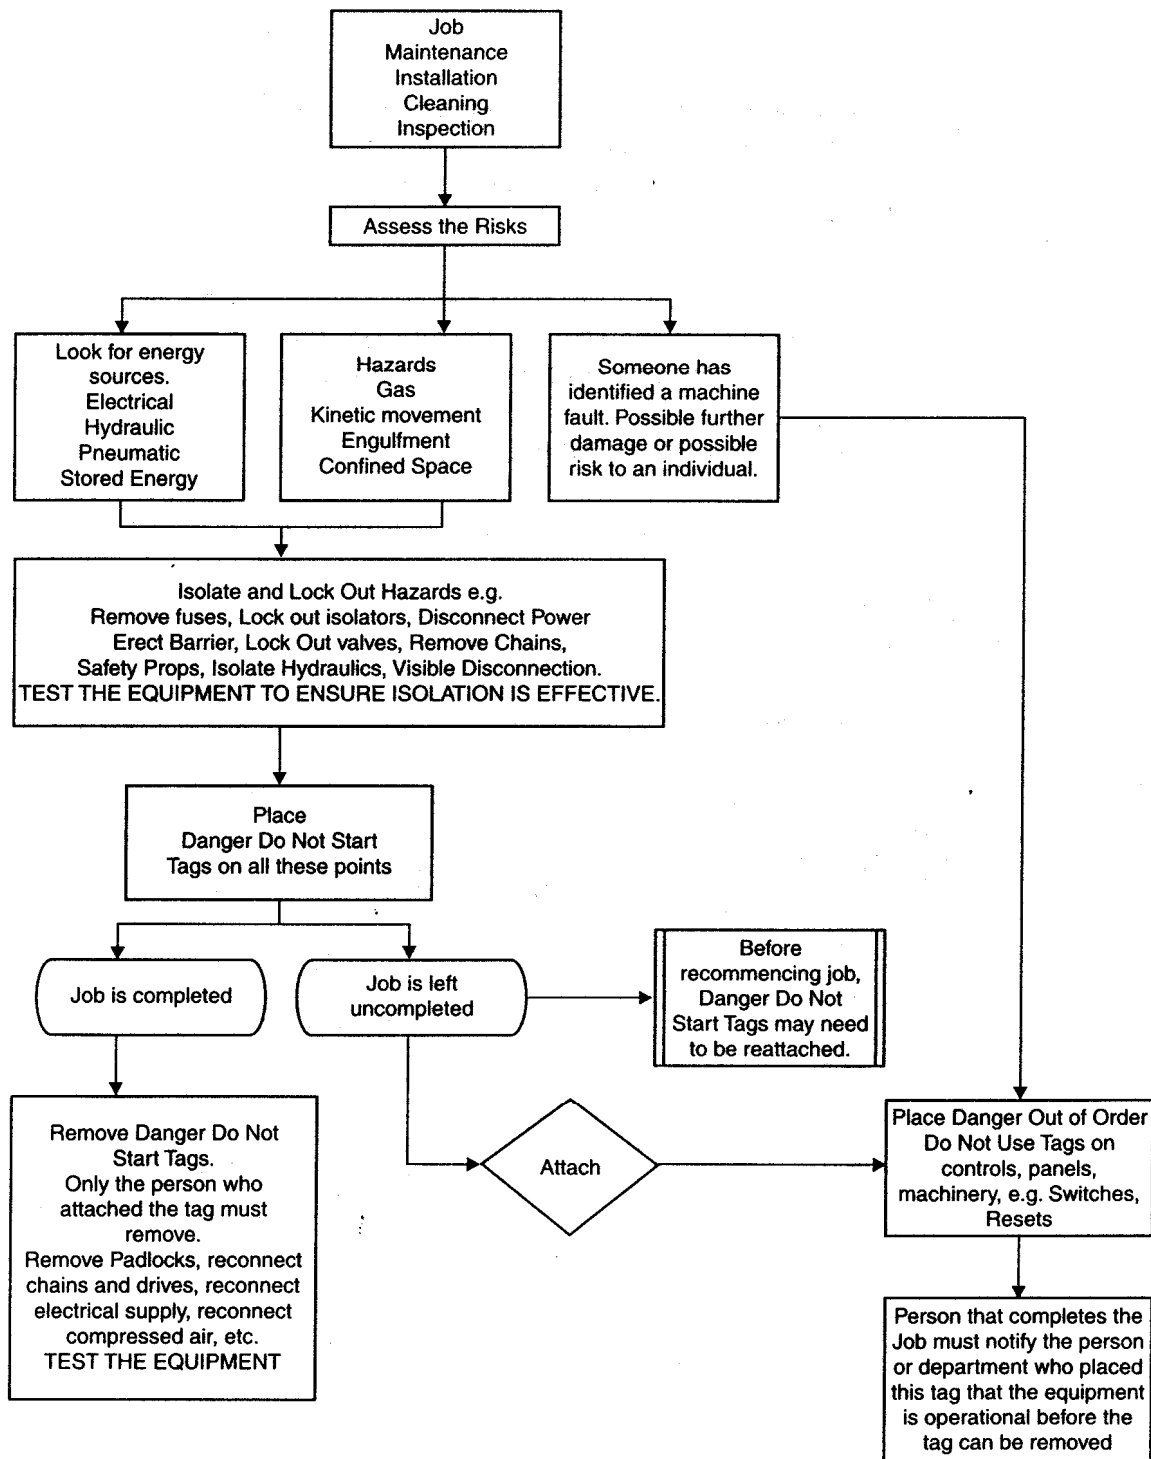 Job
Maintenance
Installation
Cleaning
Inspection
Assess the Risks
Look for energy
sources.
Electrical
Hydraulic
Pneumatic
Stored Energy
Hazards
Gas
Kinetic movement
Engulfment
Confined Space
Someone has
identified a machine
fault. Possible further
damage or possible
risk to an individual.
Isolate and Lock Out Hazards e.g.
Remove fuses, Lock out isolators, Disconnect Power
Erect Barrier, Lock Out valves, Remove Chains,
Safety Props, Isolate Hydraulics, Visible Disconnection.
TEST THE EQUIPMENT TO ENSURE ISOLATION IS EFFECTIVE.
Place
Danger Do Not Start
Tags on all these points
Job is completed
Job is left
uncompleted
Before
recommencing job,
Danger Do Not
Start Tags may need
to be reattached.
Remove Danger Do Not
Start Tags.
Only the person who
attached the tag must
remove.
Remove Padlocks, reconnect
chains and drives, reconnect
electrical supply, reconnect
compressed air, etc.
TEST THE EQUIPMENT
Attach
Place Danger Out of Order
Do Not Use Tags on
controls, panels,
machinery, e.g. Switches,
Resets
Person that completes the
Job must notify the person
or department who placed
this tag that the equipment
is operational before the
tag can be removed